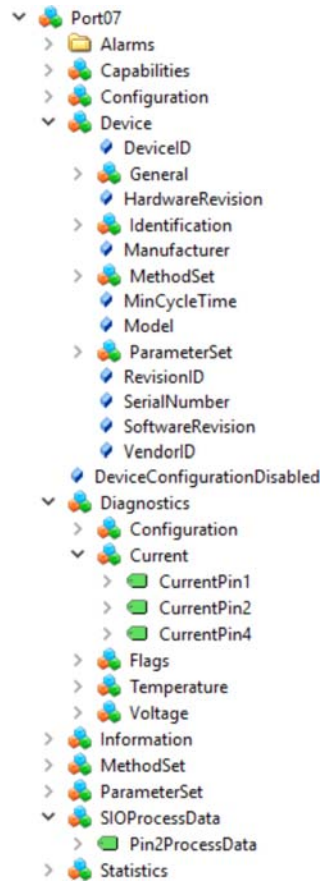 Port07
Alarms
Capabilities
Configuration
Device
DeviceID
General
HardwareRevision
Identification
Manufacturer
MethodSet
MinCycleTime
Model
ParameterSet
RevisionID
SerialNumber
SoftwareRevision
VendorID
DeviceConfigurationDisabled
Diagnostics
Configuration
Current
CurrentPin1
CurrentPin2
CurrentPin4
Flags
Temperature
Voltage
Information
MethodSet
ParameterSet
SIOProcessData
Pin2ProcessData
Statistics